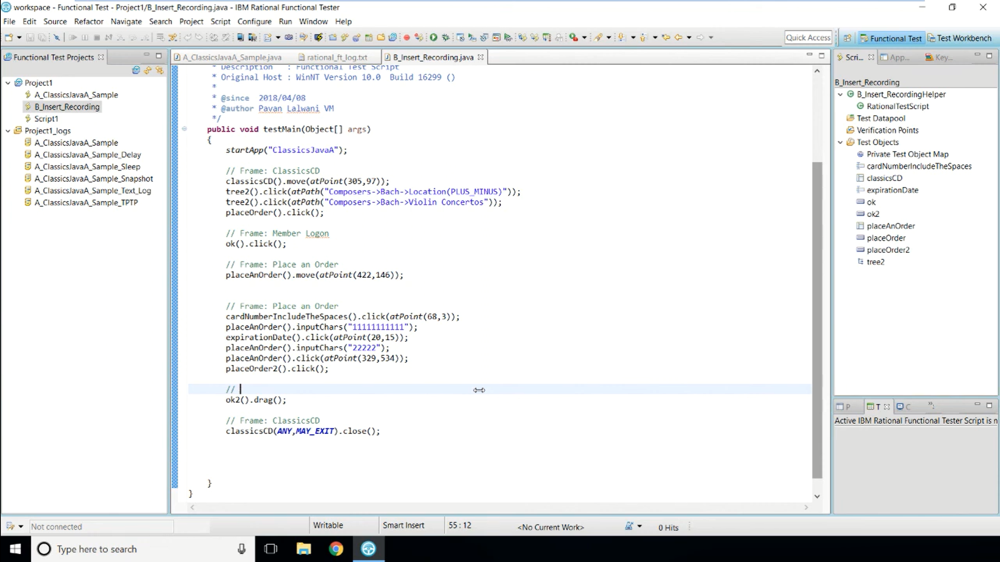 workspace - Functional Test - Project1/B_Insert_Recording.java - IBM Rational Functional Tester
File Edit Source Refactor Navigate Search Project Script Configure Run Window Help
Quick Access
Functional Test
Test Workbench
Functional Test Projects
Project1
A_ClassicsJavaA_Sample
B_Insert_Recording
Script1
Project1_logs
A_ClassicsJavaA_Sample
A_ClassicsJavaA_Sample_Delay
A_ClassicsJavaA_Sample_Sleep
A_ClassicsJavaA_Sample_Snapshot
A_ClassicsJavaA_Sample_Text_Log
A_ClassicsJavaA_Sample_TPTP
A_ClassicsJavaA_Sample.java
rational_ft_log.txt
B_Insert_Recording.java
* Description : Functional Test Script
* Original Host : WinNT Version 10.0 Build 16299 ()
*
* @since 2018/04/08
* @author Pavan Lalwani VM
*/
public void testMain(Object[] args)
{
startApp("ClassicsJavaA");
// Frame: ClassicsCD
classicsCD().move(atPoint(305,97));
tree2().click(atPath("Composers->Bach->Location(PLUS_MINUS)"));
tree2().click(atPath("Composers->Bach->Violin Concertos"));
placeOrder().click();
// Frame: Member Logon
ok().click();
// Frame: Place an Order
placeAnOrder().move(atPoint(422,146));
// Frame: Place an Order
cardNumberIncludeTheSpaces().click(atPoint(68,3));
placeAnOrder().inputChars("11111111111");
expirationDate().click(atPoint(20,15));
placeAnOrder().inputChars("22222");
placeAnOrder().click(atPoint(329,534));
placeOrder2().click();
//
ok2().drag();
// Frame: ClassicsCD
classicsCD(ANY,MAY_EXIT).close();
}
}
Scri...
App...
Key...
B_Insert_Recording
B_Insert_RecordingHelper
RationalTestScript
Test Datapool
Verification Points
Test Objects
Private Test Object Map
cardNumberIncludeTheSpaces
classicsCD
expirationDate
ok
ok2
placeAnOrder
placeOrder
placeOrder2
tree2
P
T
C
Active IBM Rational Functional Tester Script is n
Not connected
Writable
Smart Insert
55 : 12
<No Current Work>
0 Hits
Type here to search